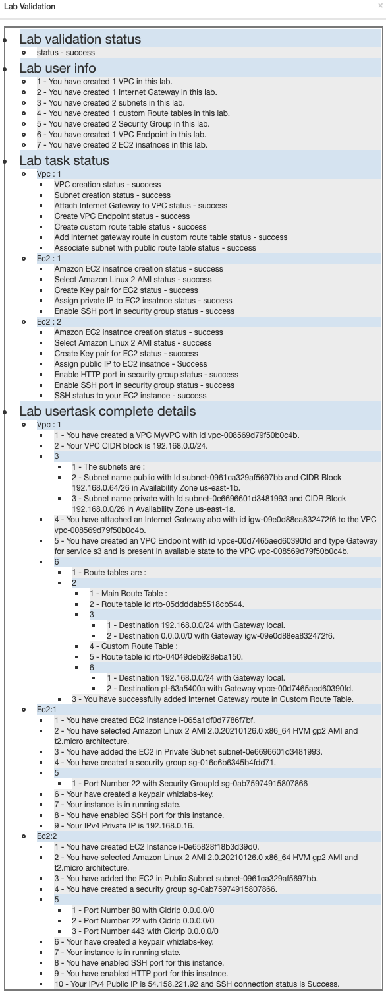 Lab Validation
×
Lab validation status
status - success
Lab user info
1 - You have created 1 VPC in this lab.
2 - You have created 1 Internet Gateway in this lab.
3 - You have created 2 subnets in this lab.
4 - You have created 1 custom Route tables in this lab.
5 - You have created 2 Security Group in this lab.
6 - You have created 1 VPC Endpoint in this lab.
7 - You have created 2 EC2 insatnces in this lab.
Lab task status
Vpc : 1
VPC creation status - success
Subnet creation status - success
Attach Internet Gateway to VPC status - success
Create VPC Endpoint status - success
Create custom route table status - success
Add Internet gateway route in custom route table status - success
Associate subnet with public route table status - success
Ec2 : 1
Amazon EC2 insatnce creation status - success
Select Amazon Linux 2 AMI status - success
Create Key pair for EC2 status - success
Assign private IP to EC2 insatnce status - success
Enable SSH port in security group status - success
Ec2 : 2
Amazon EC2 insatnce creation status - success
Select Amazon Linux 2 AMI status - success
Create Key pair for EC2 status - success
Assign public IP to EC2 insatnce - Success
Enable HTTP port in security group status - success
Enable SSH port in security group status - success
SSH status to your EC2 instance - success
Lab usertask complete details
Vpc : 1
1 - You have created a VPC MyVPC with id vpc-008569d79f50b0c4b.
2 - Your VPC CIDR block is 192.168.0.0/24.
3
1 - The subnets are :
2 - Subnet name public with Id subnet-0961ca329af5697bb and CIDR Block
192.168.0.64/26 in Availability Zone us-east-1b.
3 - Subnet name private with Id subnet-0e6696601d3481993 and CIDR Block
192.168.0.0/26 in Availability Zone us-east-1a.
4 - You have attached an Internet Gateway abc with id igw-09e0d88ea832472f6 to the VPC
vpc-008569d79f50b0c4b.
5 - You have created an VPC Endpoint with id vpce-00d7465aed60390fd and type Gateway
for service s3 and is present in available state to the VPC vpc-008569d79f50b0c4b.
6
1 - Route tables are :
2
1 - Main Route Table :
2 - Route table id rtb-05ddddab5518cb544.
3
1 - Destination 192.168.0.0/24 with Gateway local.
2 - Destination 0.0.0.0/0 with Gateway igw-09e0d88ea832472f6.
4 - Custom Route Table :
5 - Route table id rtb-04049deb928eba150.
6
1 - Destination 192.168.0.0/24 with Gateway local.
2 - Destination pl-63a5400a with Gateway vpce-00d7465aed60390fd.
3 - You have successfully added Internet Gateway route in Custom Route Table.
Ec2:1
1 - You have created EC2 Instance i-065a1df0d7786f7bf.
2 - You have selected Amazon Linux 2 AMI 2.0.20210126.0 x86_64 HVM gp2 AMI and
t2.micro architecture.
3 - You have added the EC2 in Private Subnet subnet-0e6696601d3481993.
4 - You have created a security group sg-016c6b6345b4fdd71.
5
1 - Port Number 22 with Security GroupId sg-0ab75974915807866
6 - Your have created a keypair whizlabs-key.
7 - Your instance is in running state.
8 - You have enabled SSH port for this instance.
9 - Your IPv4 Private IP is 192.168.0.16.
Ec2:2
1 - You have created EC2 Instance i-0e65828f18b3d39d0.
2 - You have selected Amazon Linux 2 AMI 2.0.20210126.0 x86_64 HVM gp2 AMI and
t2.micro architecture.
3 - You have added the EC2 in Public Subnet subnet-0961ca329af5697bb.
4 - You have created a security group sg-0ab75974915807866.
5
1 - Port Number 80 with CidrIp 0.0.0.0/0
2 - Port Number 22 with CidrIp 0.0.0.0/0
3 - Port Number 443 with CidrIp 0.0.0.0/0
6 - Your have created a keypair whizlabs-key.
7 - Your instance is in running state.
8 - You have enabled SSH port for this instance.
9 - You have enabled HTTP port for this insatnce.
10 - Your IPv4 Public IP is 54.158.221.92 and SSH connection status is Success.